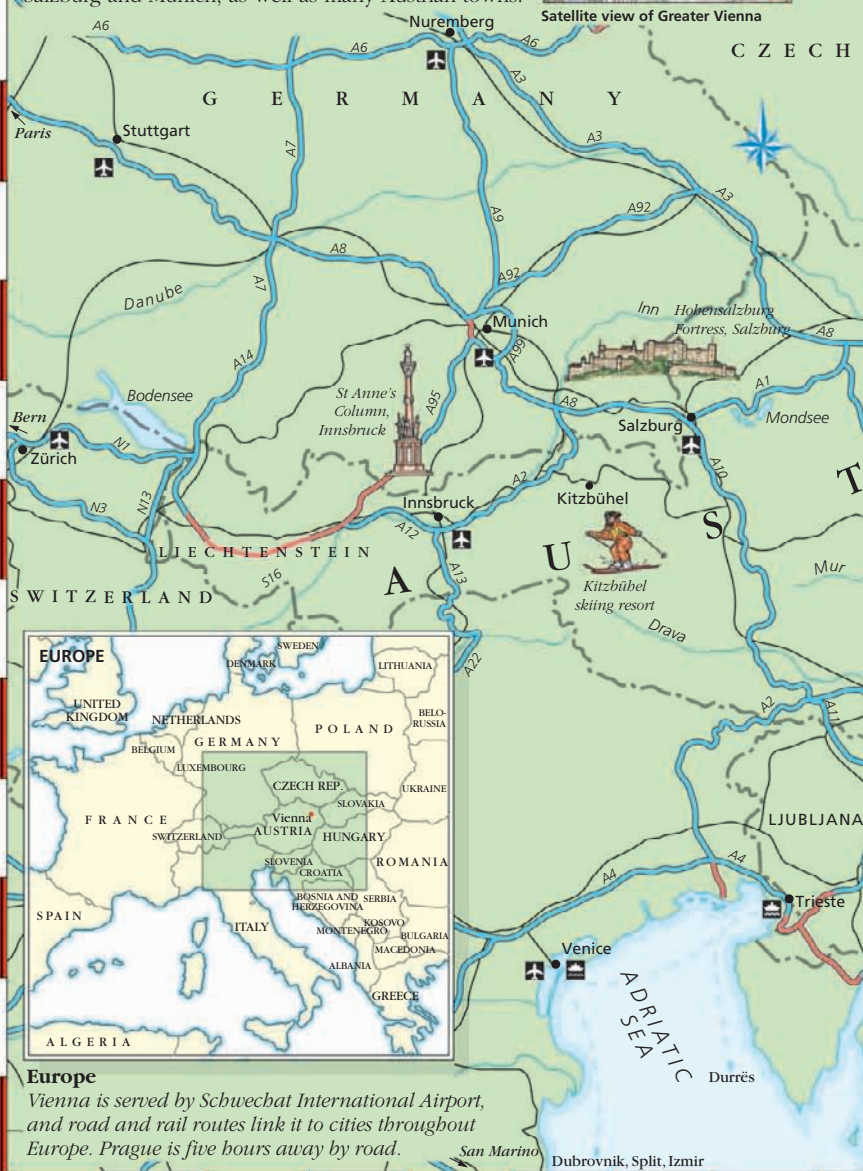 Salzburg and Munich, as well as many Austrian towns.
Satellite view of Greater Vienna
A6
Nuremberg
A6
A6
CZECH
A3
GERMANY
Paris
Stuttgart
A7
A3
A9
A92
A3
A8
A92
A7
Danube
Inn
Hohensalzburg
Fortress, Salzburg
Munich
A8
A99
A14
St Anne's
Column,
Innsbruck
A95
Bodensee
A1
A8
Mondsee
Bern
Salzburg
N1
Zürich
A10
A2
Kitzbühel
N13
Innsbruck
N3
A12
AUST
LIECHTENSTEIN
S16
A13
Kitzbühel
skiing resort
Mur
SWITZERLAND
Drava
A22
EUROPE
SWEDEN
DENMARK
LITHUANIA
UNITED
KINGDOM
NETHERLANDS
BELO-
RUSSIA
POLAND
GERMANY
BELGIUM
LUXEMBOURG
CZECH REP.
UKRAINE
SLOVAKIA
FRANCE
Vienna
AUSTRIA
SWITZERLAND
HUNGARY
SLOVENIA
ROMANIA
CROATIA
BOSNIA AND
HERZEGOVINA
SERBIA
SPAIN
ITALY
KOSOVO
MONTENEGRO
BULGARIA
MACEDONIA
ALBANIA
GREECE
ALGERIA
A2
A11
LJUBLJANA
A4
A4
Trieste
Venice
ADRIATIC
SEA
Durrës
Europe
Vienna is served by Schwechat International Airport,
and road and rail routes link it to cities throughout
Europe. Prague is five hours away by road.
San Marino
Dubrovnik, Split, Izmir